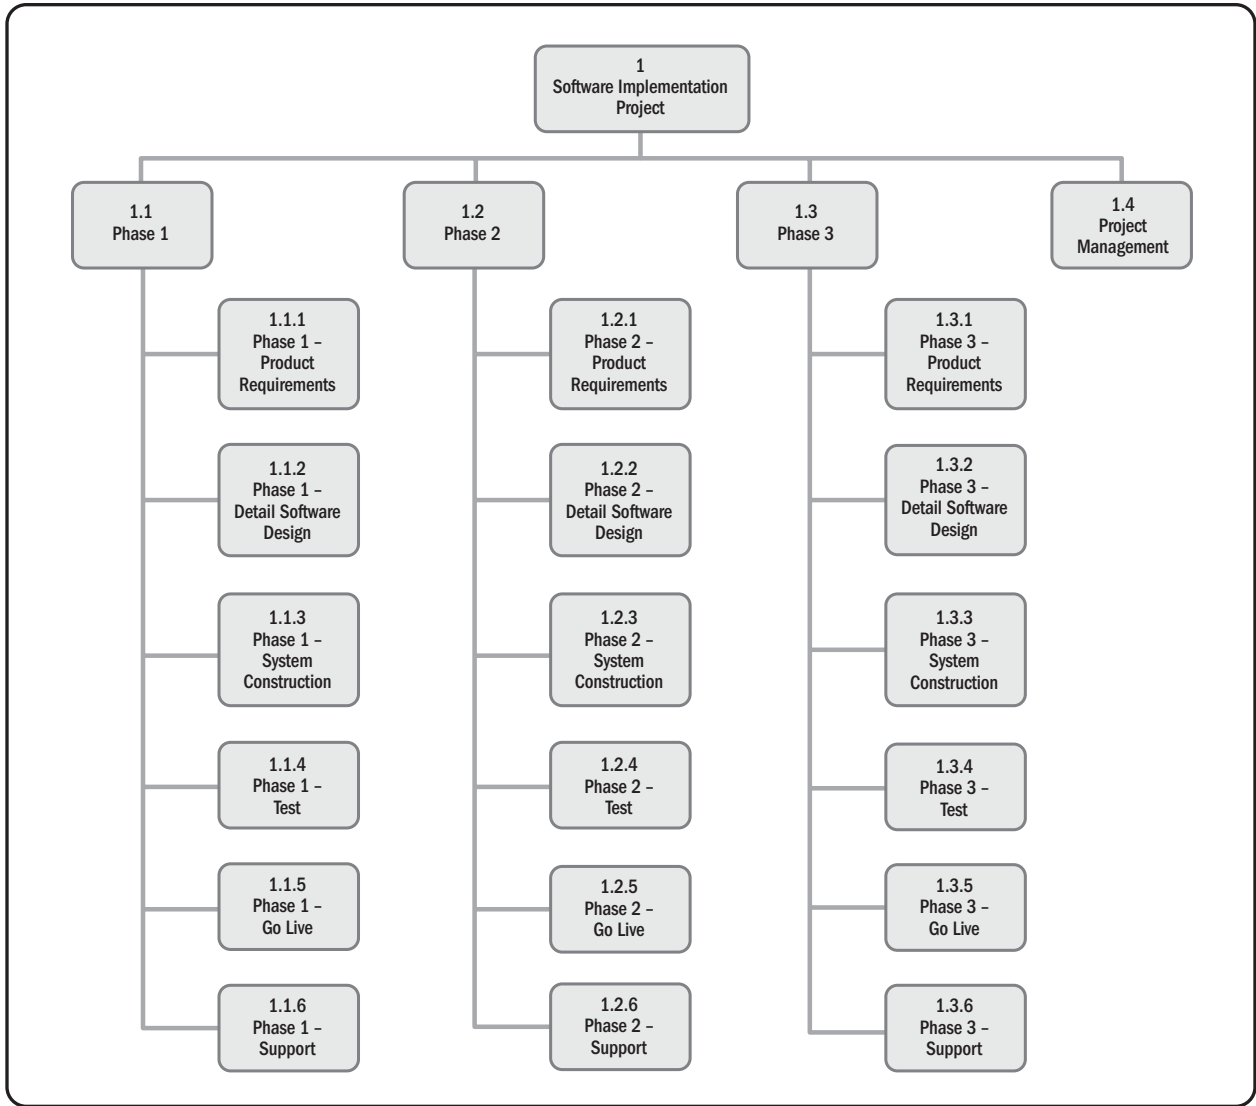 1
Software Implementation
Project
1.1
Phase 1
1.2
Phase 2
1.3
Phase 3
1.4
Project
Management
1.1.1
Phase 1 –
Product
Requirements
1.1.2
Phase 1 –
Detail Software
Design
1.1.3
Phase 1 –
System
Construction
1.1.4
Phase 1 –
Test
1.1.5
Phase 1 –
Go Live
1.1.6
Phase 1 –
Support
1.2.1
Phase 2 –
Product
Requirements
1.2.2
Phase 2 –
Detail Software
Design
1.2.3
Phase 2 –
System
Construction
1.2.4
Phase 2 –
Test
1.2.5
Phase 2 –
Go Live
1.2.6
Phase 2 –
Support
1.3.1
Phase 3 –
Product
Requirements
1.3.2
Phase 3 –
Detail Software
Design
1.3.3
Phase 3 –
System
Construction
1.3.4
Phase 3 –
Test
1.3.5
Phase 3 –
Go Live
1.3.6
Phase 3 –
Support